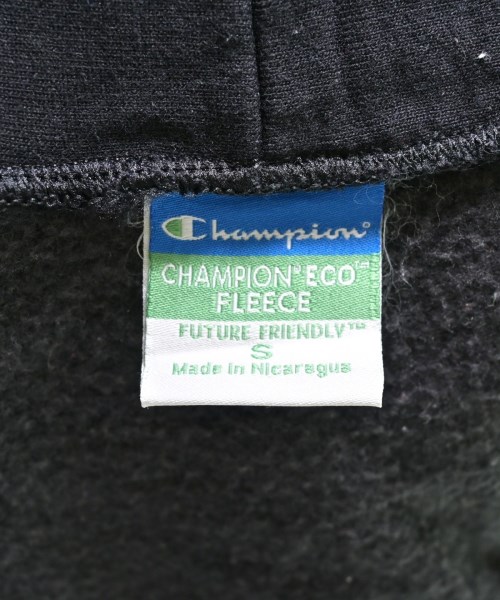 Champion®
CHAMPION® ECO™
FLEECE
FUTURE FRIENDLY™
S
Made in Nicaragua